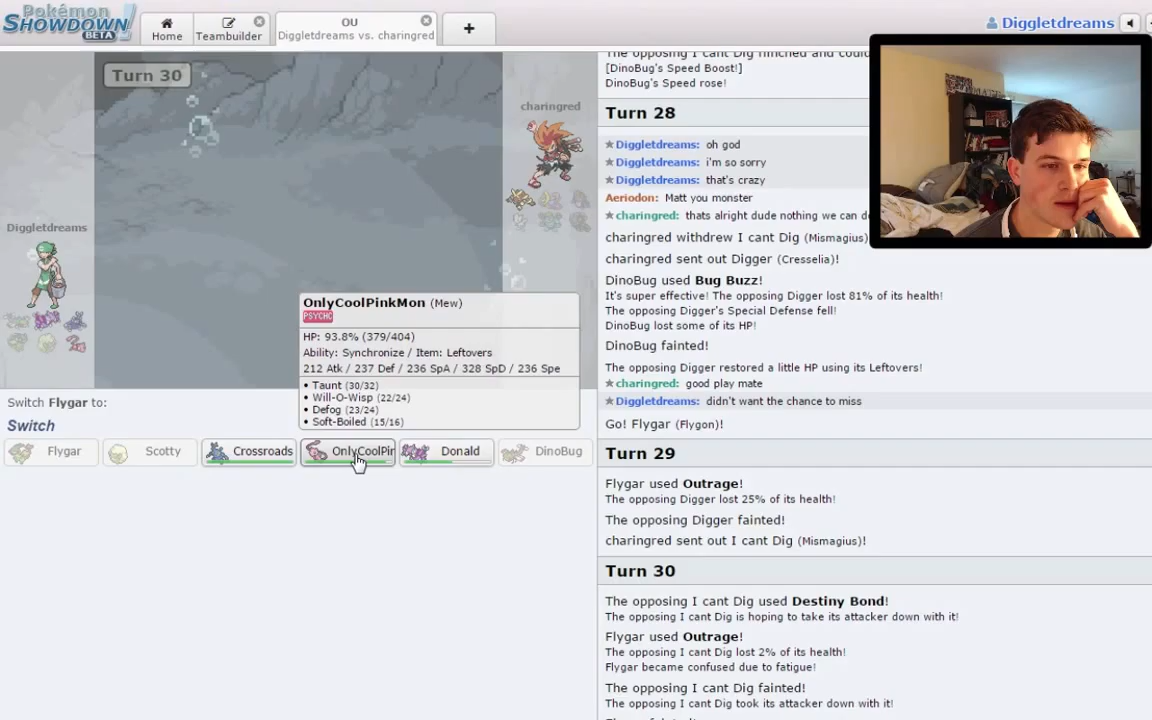 Pokémon
SHOWDOWN!
BETA
Home
Teambuilder
OU
Diggletdreams vs. charingred
+
Diggletdreams
Turn 30
charingred
Diggletdreams
OnlyCoolPinkMon (Mew)
PSYCHC
HP: 93.8% (379/404)
Ability: Synchronize / Item: Leftovers
212 Atk / 237 Def / 236 SpA / 328 SpD / 236 Spe
• Taunt (30/32)
• Will-O-Wisp (22/24)
• Defog (23/24)
• Soft-Boiled (15/16)
Switch Flygar to:
Switch
Flygar
Scotty
Crossroads
OnlyCoolPir
Donald
DinoBug
The opposing I cant Dig flinched and could
[DinoBug's Speed Boost!]
DinoBug's Speed rose!
Turn 28
☆Diggletdreams: oh god
☆Diggletdreams: i'm so sorry
☆Diggletdreams: that's crazy
Aeriodon: Matt you monster
☆charingred: thats alright dude nothing we can d
charingred withdrew I cant Dig (Mismagius)
charingred sent out Digger (Cresselia)!
DinoBug used Bug Buzz!
It's super effective! The opposing Digger lost 81% of its health!
The opposing Digger's Special Defense fell!
DinoBug lost some of its HP!
DinoBug fainted!
The opposing Digger restored a little HP using its Leftovers!
☆charingred: good play mate
☆Diggletdreams: didn't want the chance to miss
Go! Flygar (Flygon)!
Turn 29
Flygar used Outrage!
The opposing Digger lost 25% of its health!
The opposing Digger fainted!
charingred sent out I cant Dig (Mismagius)!
Turn 30
The opposing I cant Dig used Destiny Bond!
The opposing I cant Dig is hoping to take its attacker down with it!
Flygar used Outrage!
The opposing I cant Dig lost 2% of its health!
Flygar became confused due to fatigue!
The opposing I cant Dig fainted!
The opposing I cant Dig took its attacker down with it!